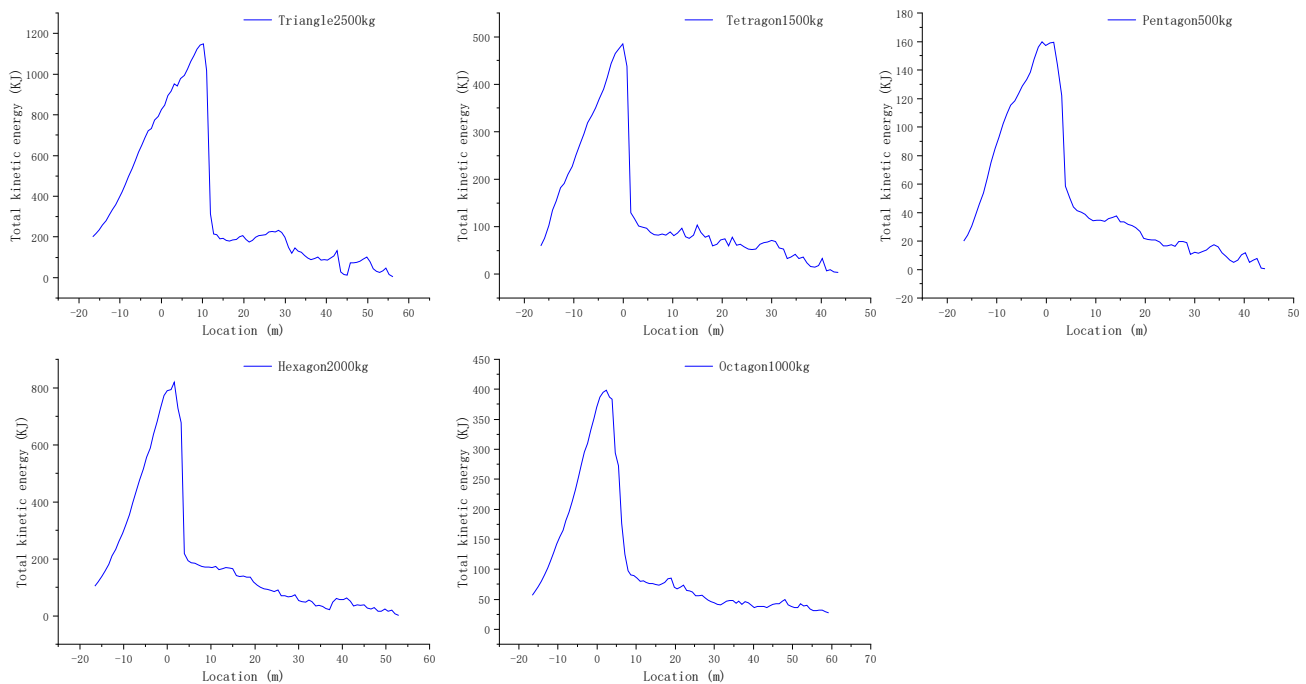 Triangle2500kg
Total kinetic energy (KJ)
1200
1000
800
600
400
200
0
-20 -10 0 10 20 30 40 50 60
Location (m)
Tetragon1500kg
Total kinetic energy (KJ)
500
400
300
200
100
0
-20 -10 0 10 20 30 40 50
Location (m)
Pentagon500kg
Total kinetic energy (KJ)
180
160
140
120
100
80
60
40
20
0
-20
-20 -10 0 10 20 30 40 50
Location (m)
Hexagon2000kg
Total kinetic energy (KJ)
800
600
400
200
0
-20 -10 0 10 20 30 40 50 60
Location (m)
Octagon1000kg
Total kinetic energy (KJ)
450
400
350
300
250
200
150
100
50
0
-20 -10 0 10 20 30 40 50 60 70
Location (m)